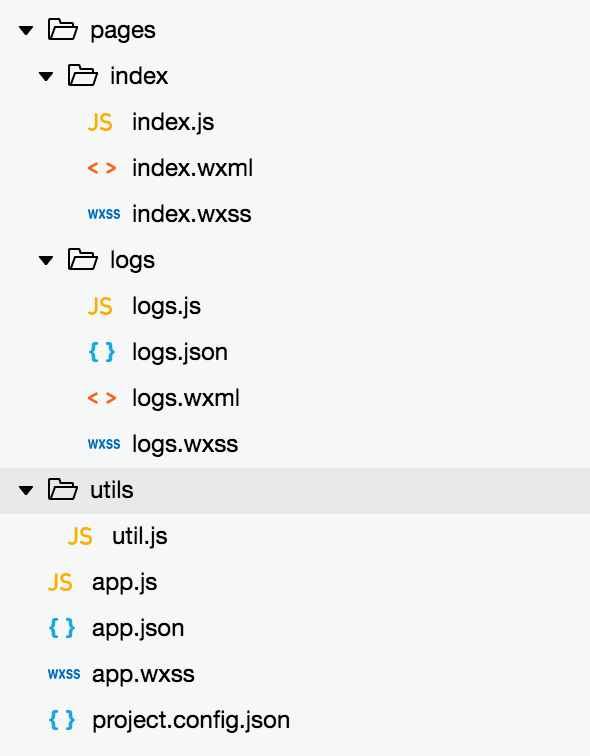 pages
index
JS index.js
< > index.wxml
wxss index.wxss
logs
JS logs.js
{ } logs.json
< > logs.wxml
wxss logs.wxss
utils
JS util.js
JS app.js
{ } app.json
wxss app.wxss
{ } project.config.json